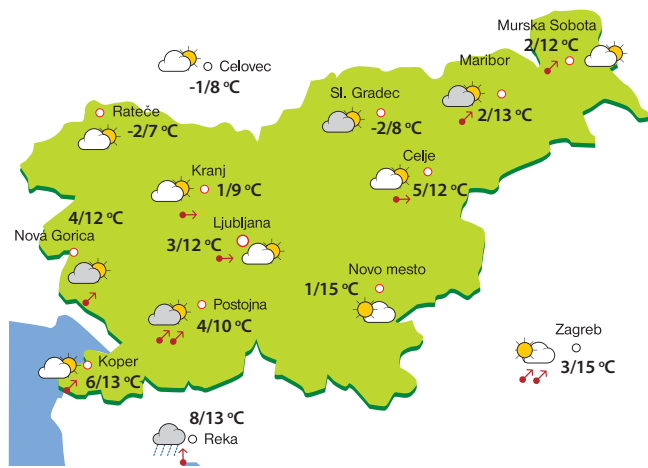 Murska Sobota
2/12 °C
Celovec
-1/8 °C
Maribor
2/13 °C
Sl. Gradec
-2/8 °C
Rateče
-2/7 °C
Celje
5/12 °C
Kranj
1/9 °C
4/12 °C
Nova Gorica
Ljubljana
3/12 °C
Novo mesto
1/15 °C
Postojna
4/10 °C
Zagreb
3/15 °C
Koper
6/13 °C
8/13 °C
Reka